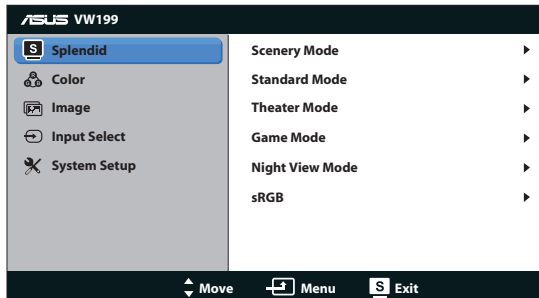 ASUS VW199
S Splendid
Color
Image
Input Select
System Setup
Scenery Mode
Standard Mode
Theater Mode
Game Mode
Night View Mode
sRGB
Move Menu S Exit